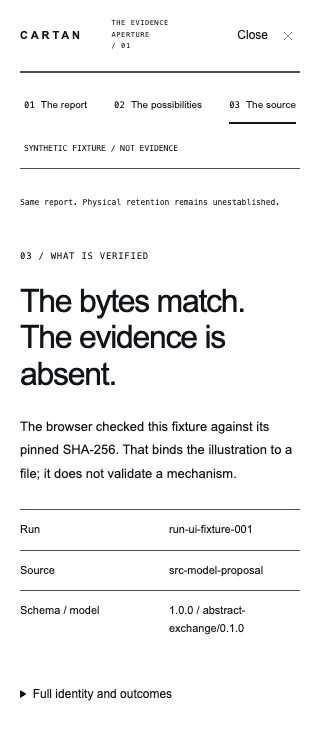 CARTAN
THE EVIDENCE
APERTURE
/ 01
Close ×
01 The report 02 The possibilities 03 The source
SYNTHETIC FIXTURE / NOT EVIDENCE
Same report. Physical retention remains unestablished.
03 / WHAT IS VERIFIED
The bytes match.
The evidence is
absent.
The browser checked this fixture against its
pinned SHA-256. That binds the illustration to a
file; it does not validate a mechanism.
Run run-ui-fixture-001
Source src-model-proposal
Schema / model 1.0.0 / abstract-
exchange/0.1.0
Full identity and outcomes